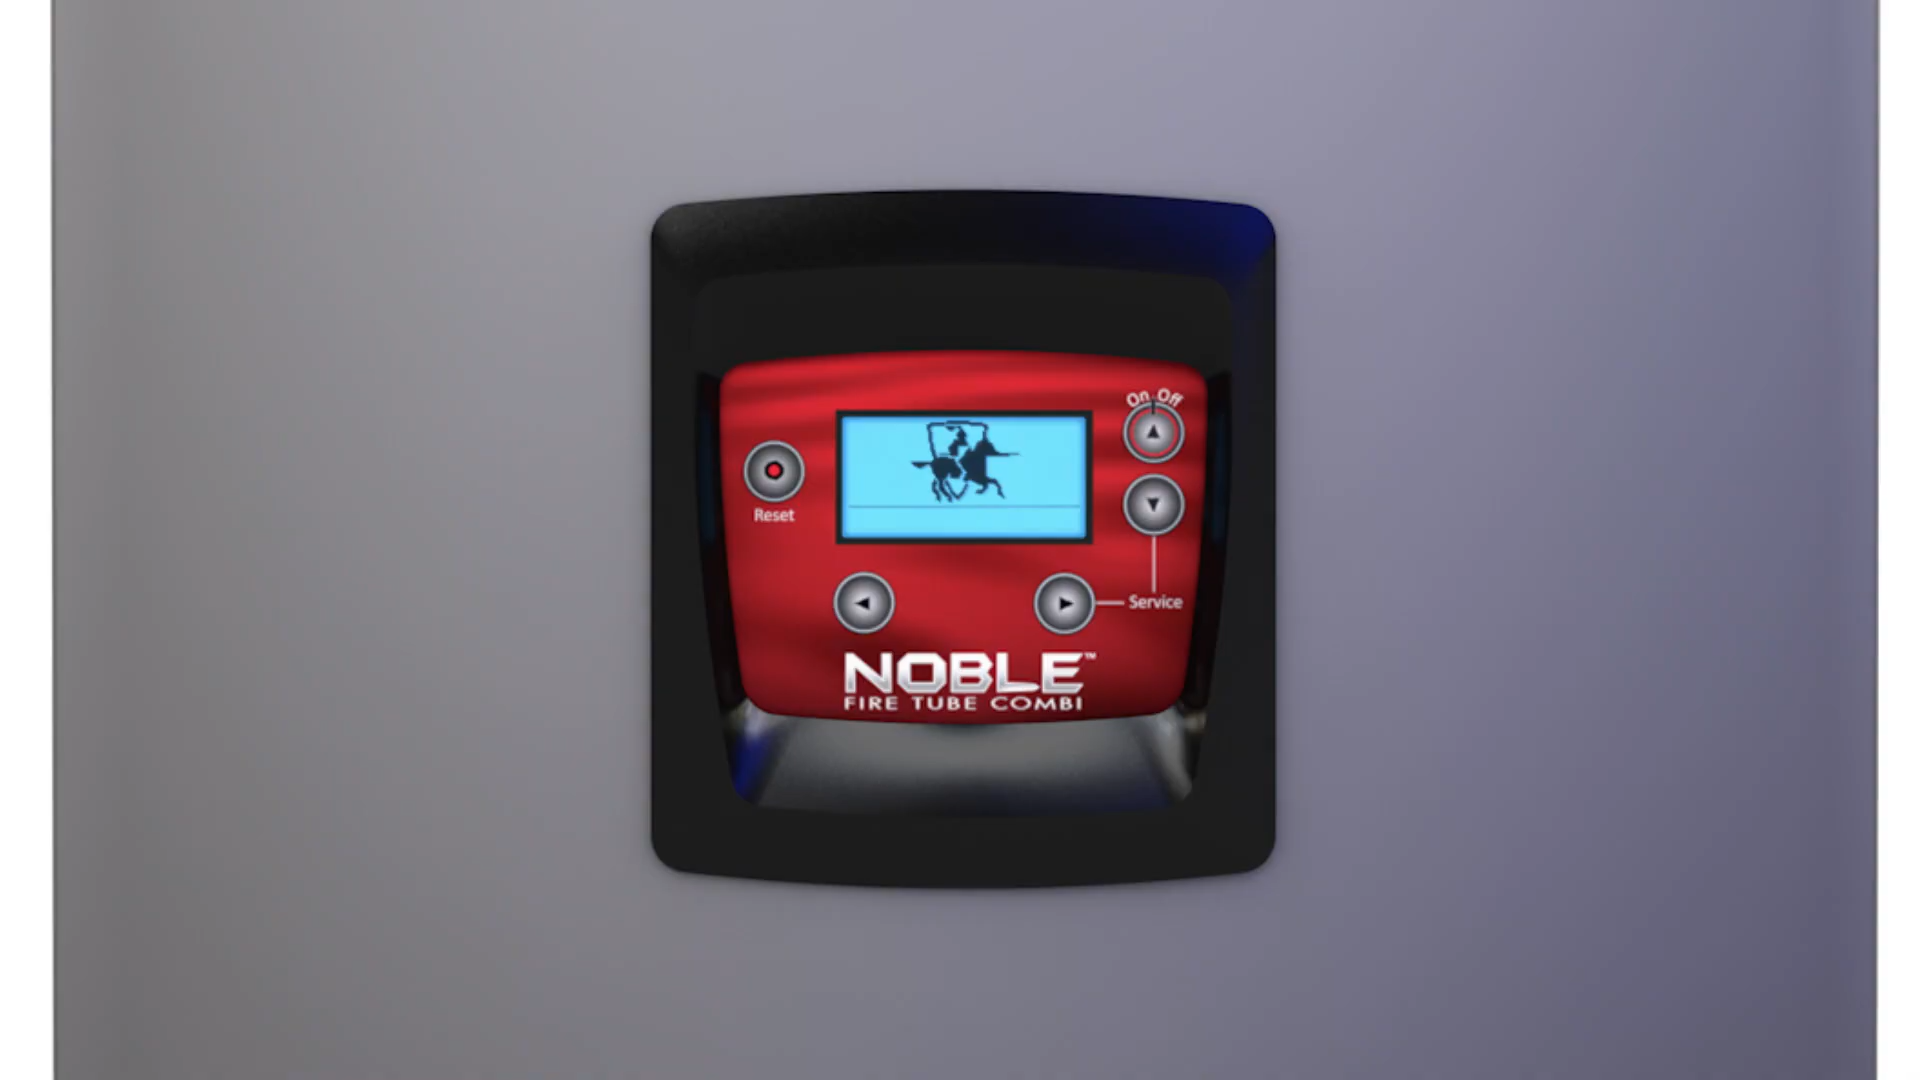 On Off
Reset
Service
NOBLE™
FIRE TUBE COMBI